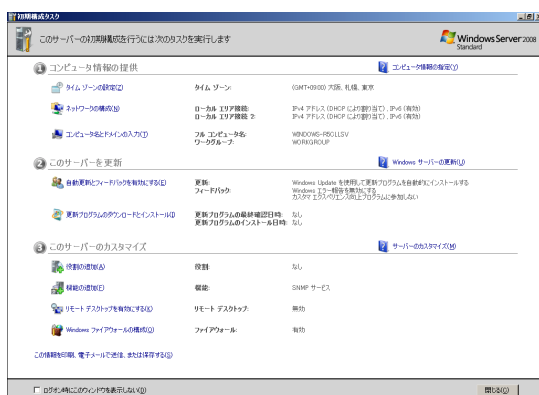 初期構成タスク
このサーバーの初期構成を行うには次のタスクを実行します
Windows Server 2008
Standard
1 コンピュータ情報の提供
コンピュータ情報の指定(Y)
タイム ゾーンの設定(Z)
タイム ゾーン:
(GMT+09:00) 大阪、札幌、東京
ネットワークの構成(N)
ローカル エリア接続: IPv4 アドレス (DHCP により割り当て)、IPv6 (有効)
ローカル エリア接続 2: IPv4 アドレス (DHCP により割り当て)、IPv6 (有効)
コンピュータ名とドメインの入力(T)
フル コンピュータ名:
ワークグループ: WORKGROUP
2 このサーバーを更新
Windows サーバーの更新(U)
自動更新とフィードバックを有効にする(E)
更新: Windows Update を使用して更新プログラムを自動的にインストールする
フィードバック: Windows エラー報告を無効にする
カスタマ エクスペリエンス向上プログラムに参加しない
更新プログラムのダウンロードとインストール(I)
更新プログラムの最終確認日時: なし
更新プログラムのインストール日時: なし
3 このサーバーのカスタマイズ
サーバーのカスタマイズ(M)
役割の追加(A)
役割: なし
機能の追加(F)
機能: SNMP サービス
リモート デスクトップを有効にする(K)
リモート デスクトップ: 無効
Windows ファイアウォールの構成(O)
ファイアウォール: 有効
この情報を印刷、電子メールで送信、または保存する(S)
ログオン時にこのウィンドウを表示しない(D)
閉じる(C)